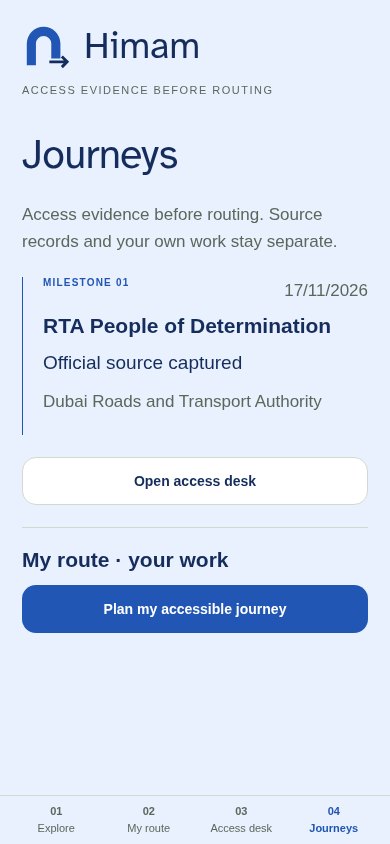 Himam
ACCESS EVIDENCE BEFORE ROUTING
Journeys
Access evidence before routing. Source
records and your own work stay separate.
MILESTONE 01
17/11/2026
RTA People of Determination
Official source captured
Dubai Roads and Transport Authority
Open access desk
My route · your work
Plan my accessible journey
01 02 03 04
Explore My route Access desk Journeys